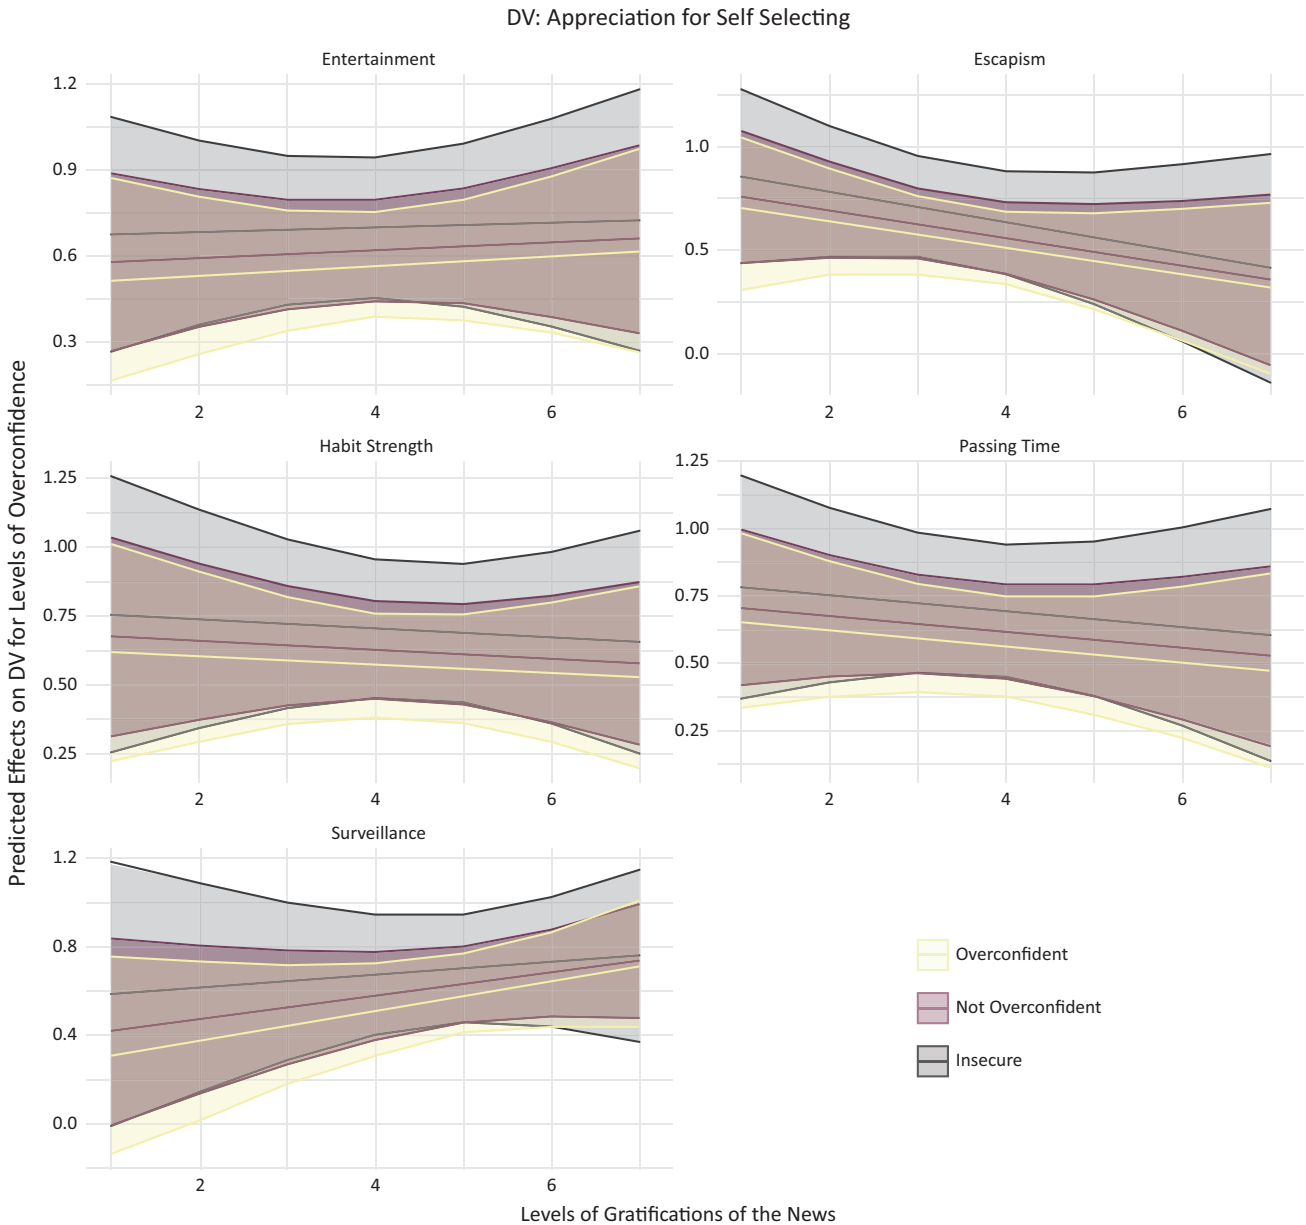 DV: Appreciation for Self Selecting
Entertainment
1.2
0.9
0.6
0.3
2 4 6
Escapism
1.0
0.5
0.0
2 4 6
Habit Strength
1.25
1.00
0.75
0.50
0.25
2 4 6
Passing Time
1.25
1.00
0.75
0.50
0.25
2 4 6
Surveillance
1.2
0.8
0.4
0.0
2 4 6
Predicted Effects on DV for Levels of Overconfidence
Levels of Gratifications of the News
Overconfident
Not Overconfident
Insecure